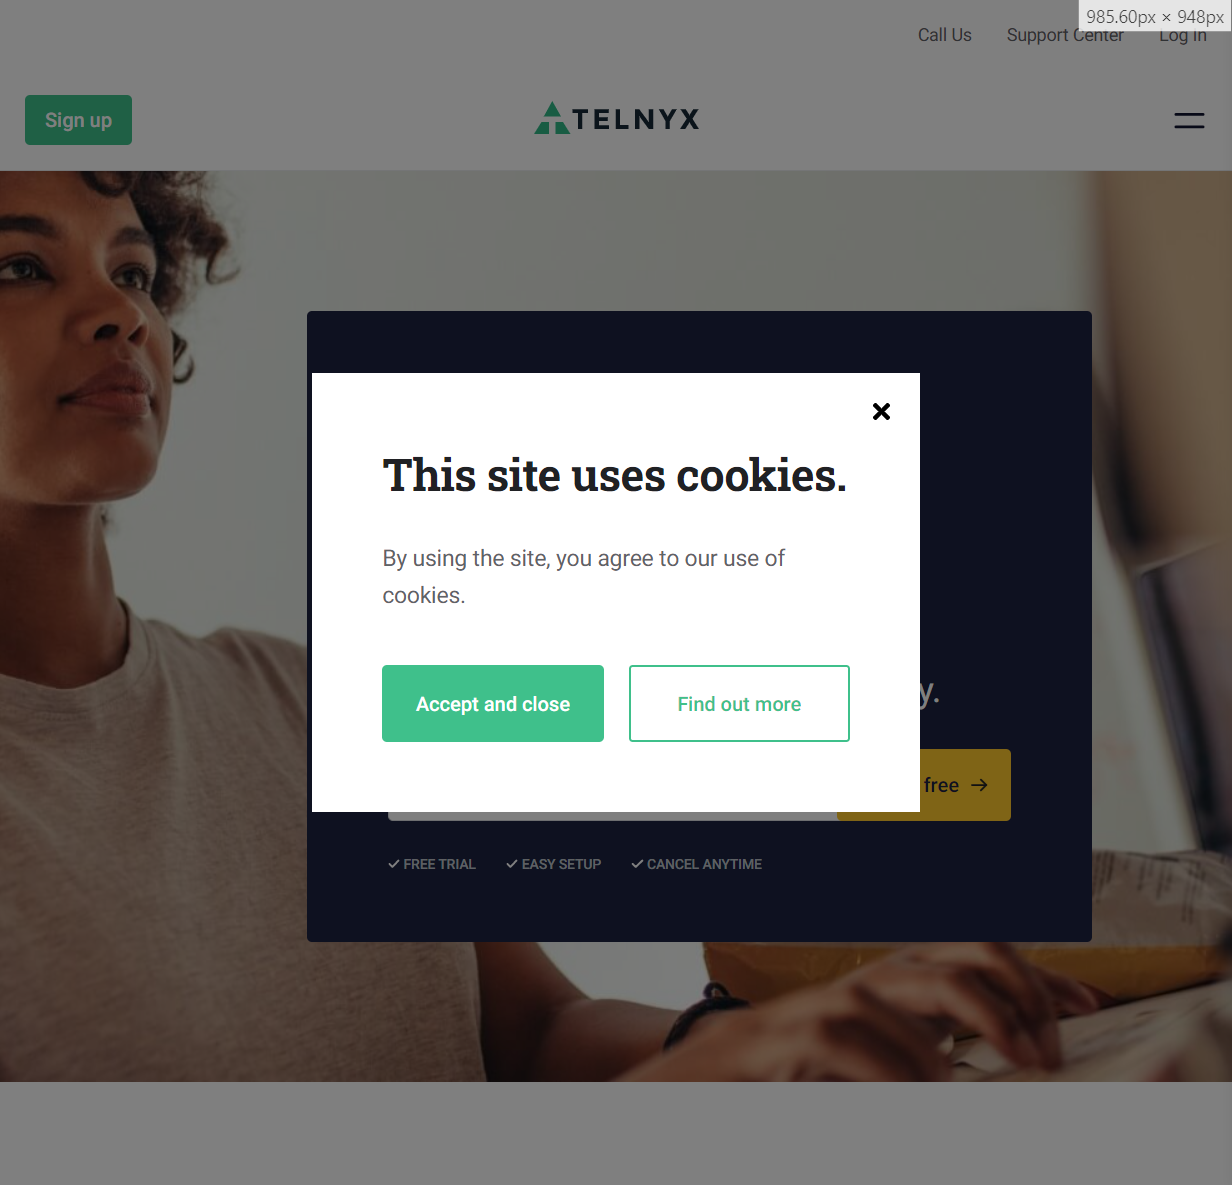 985.60px × 948px
Call Us Support Center Log In
Sign up
TELNYX
This site uses cookies.
By using the site, you agree to our use of
cookies.
Accept and close Find out more
free
FREE TRIAL EASY SETUP CANCEL ANYTIME